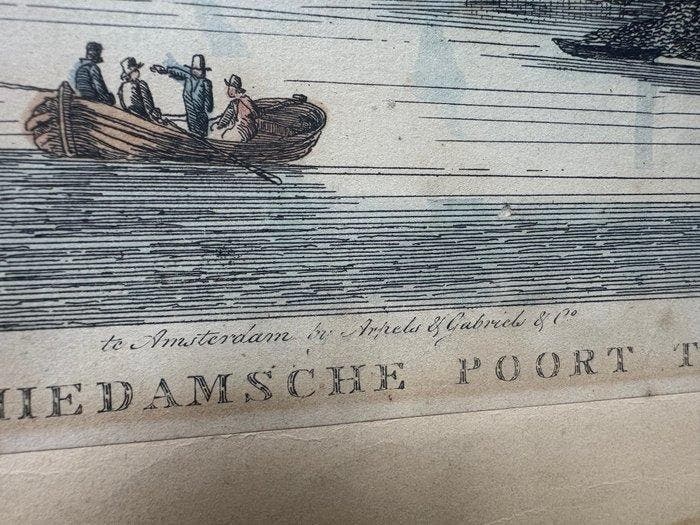 te Amsterdam by Arpels & Gabriels & Co
HIEDAMSCHE POORT T